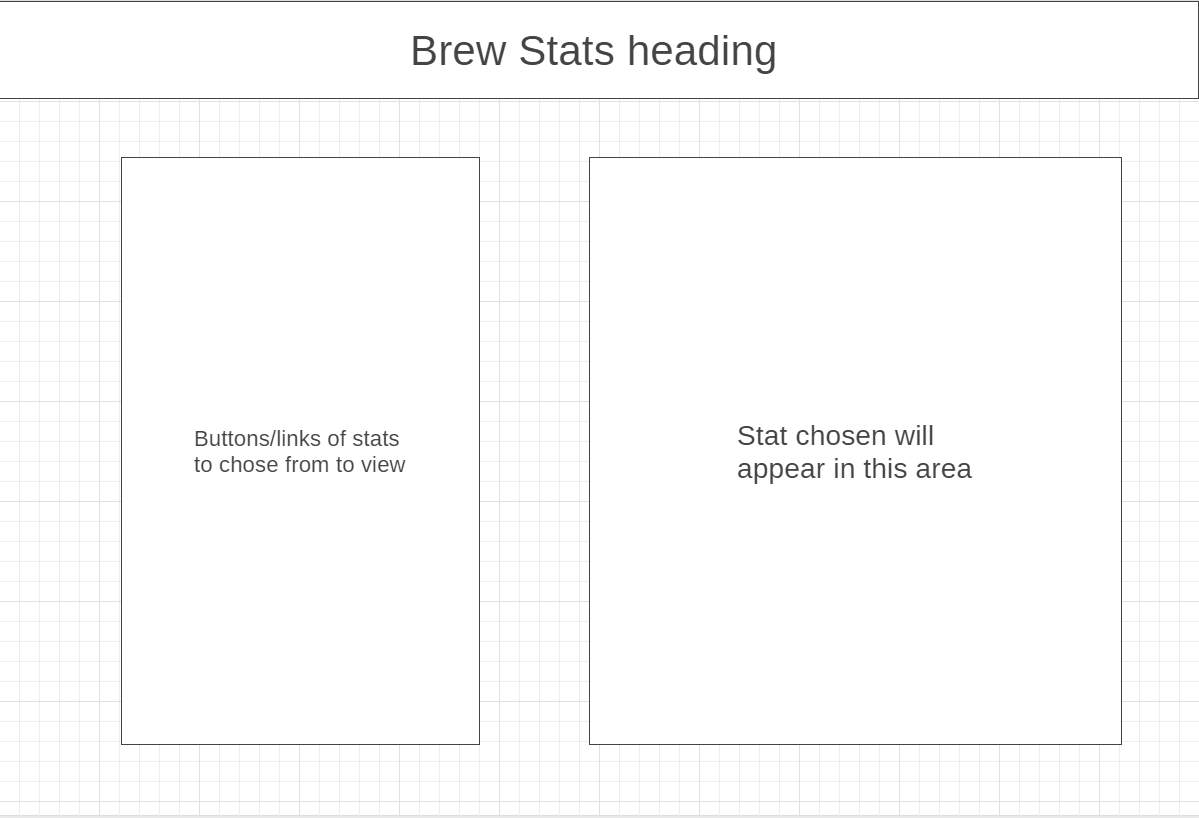 Brew Stats heading
Buttons/links of stats
to chose from to view
Stat chosen will
appear in this area